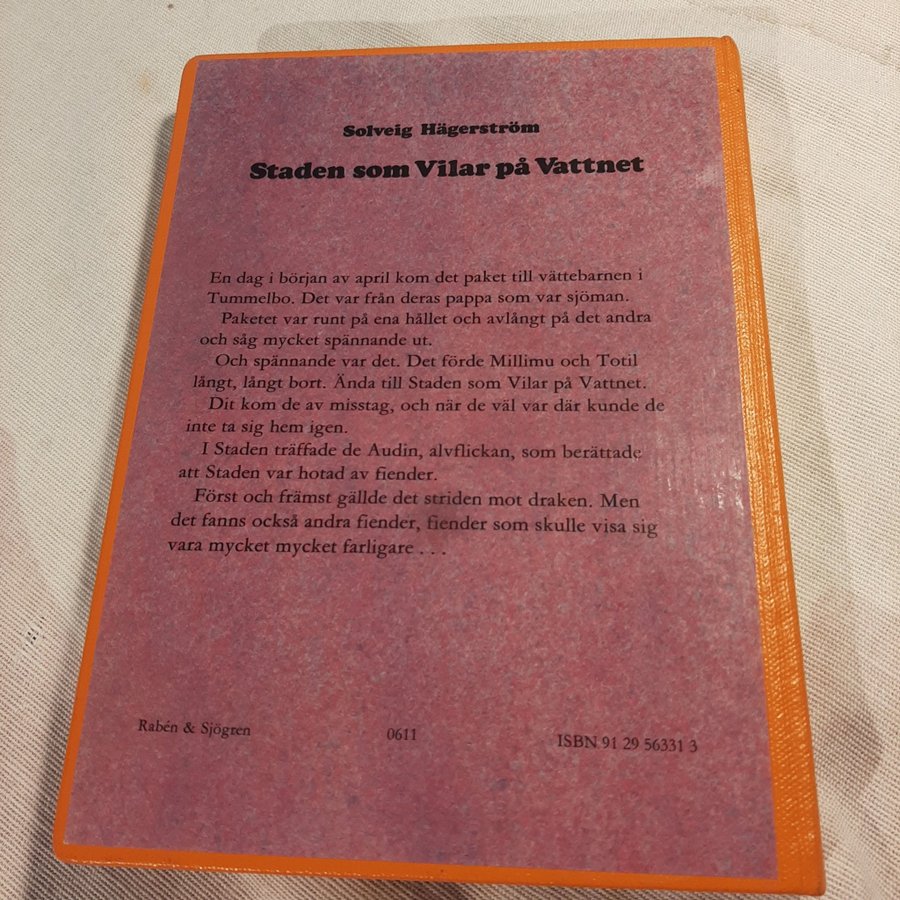 Solveig Hägerström
Staden som Vilar på Vattnet
En dag i början av april kom det paket till vättebarnen i
Tummelbo. Det var från deras pappa som var sjöman.
Paketet var runt på ena hållet och avlångt på det andra
och såg mycket spännande ut.
Och spännande var det. Det förde Millimu och Totil
långt, långt bort. Ända till Staden som Vilar på Vattnet.
Dit kom de av misstag, och när de väl var där kunde de
inte ta sig hem igen.
I Staden träffade de Audin, alvflickan, som berättade
att Staden var hotad av fiender.
Först och främst gällde det striden mot draken. Men
det fanns också andra fiender, fiender som skulle visa sig
vara mycket mycket farligare . . .
Rabén & Sjögren 0611 ISBN 91 29 56331 3